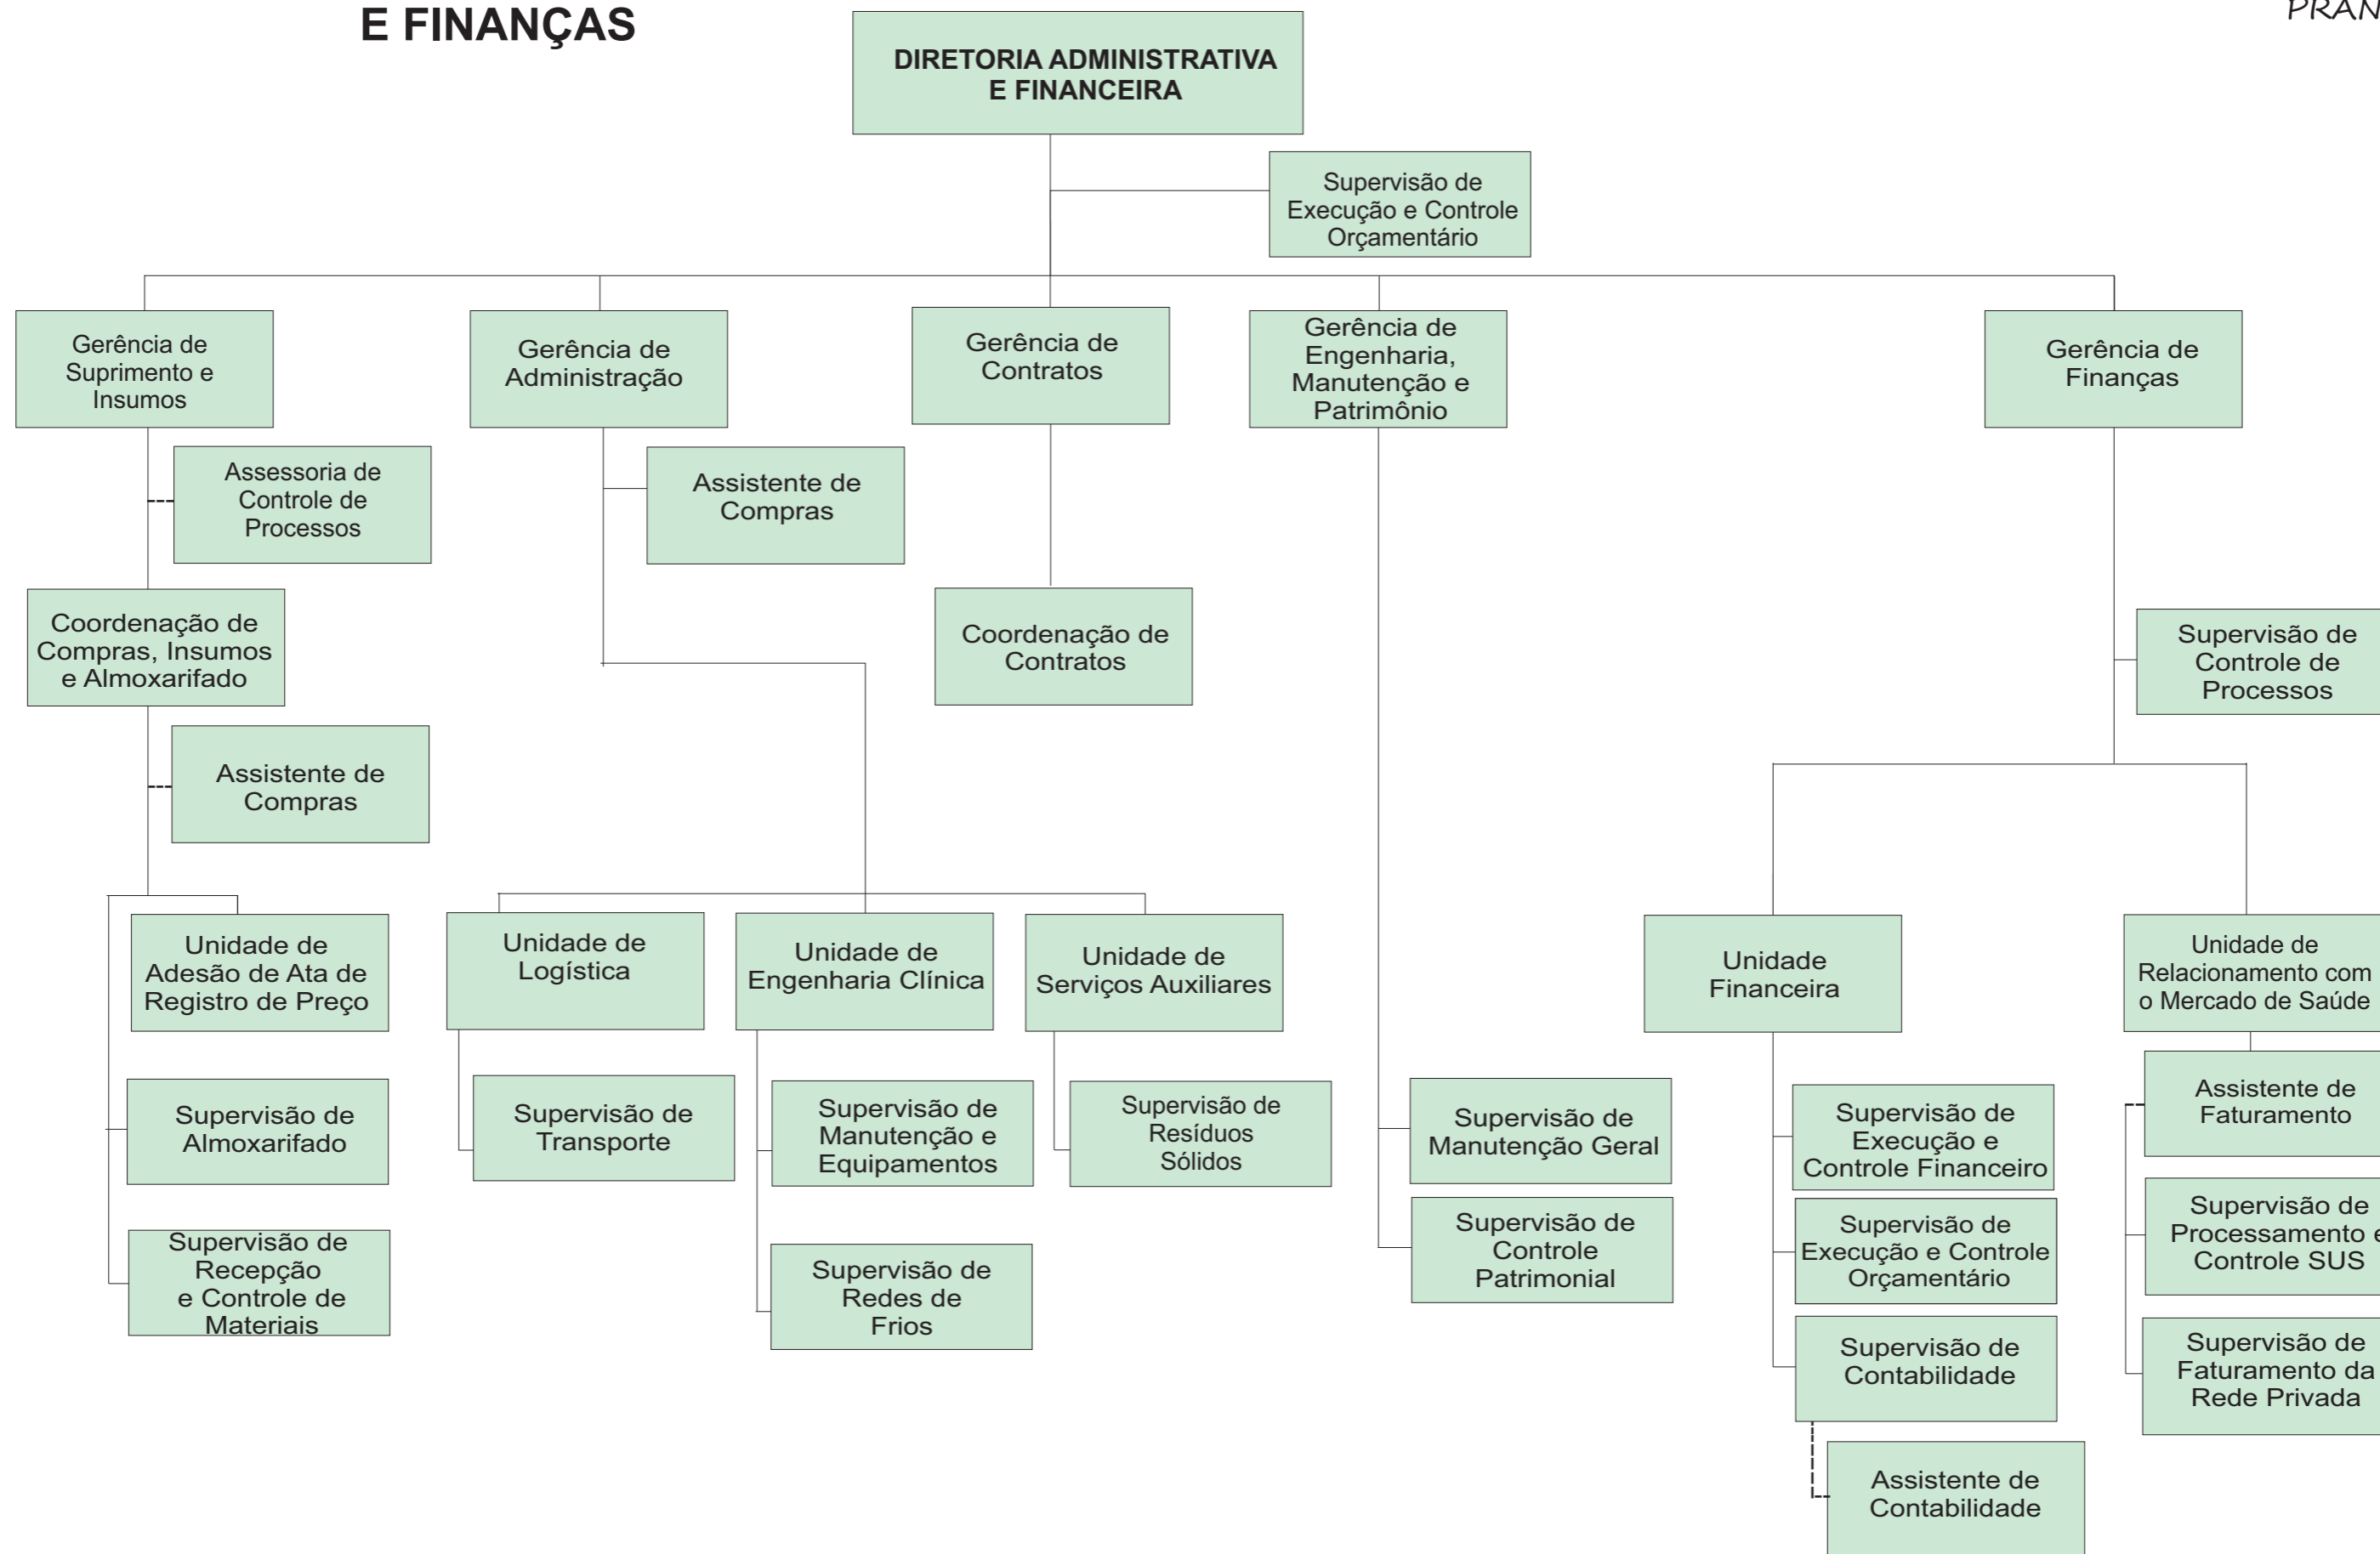 E FINANÇAS
PRAN
DIRETORIA ADMINISTRATIVA
E FINANCEIRA
Supervisão de
Execução e Controle
Orçamentário
Gerência de
Suprimento e
Insumos
Gerência de
Administração
Gerência de
Contratos
Gerência de
Engenharia,
Manutenção e
Patrimônio
Gerência de
Finanças
Assessoria de
Controle de
Processos
Assistente de
Compras
Coordenação de
Compras, Insumos
e Almoxarifado
Coordenação de
Contratos
Supervisão de
Controle de
Processos
Assistente de
Compras
Unidade de
Adesão de Ata de
Registro de Preço
Unidade de
Logística
Unidade de
Engenharia Clínica
Unidade de
Serviços Auxiliares
Unidade
Financeira
Unidade de
Relacionamento com
o Mercado de Saúde
Supervisão de
Almoxarifado
Supervisão de
Transporte
Supervisão de
Manutenção e
Equipamentos
Supervisão de
Resíduos
Sólidos
Supervisão de
Manutenção Geral
Supervisão de
Execução e
Controle Financeiro
Assistente de
Faturamento
Supervisão de
Recepção
e Controle de
Materiais
Supervisão de
Redes de
Frios
Supervisão de
Controle
Patrimonial
Supervisão de
Execução e Controle
Orçamentário
Supervisão de
Processamento e
Controle SUS
Supervisão de
Contabilidade
Supervisão de
Faturamento da
Rede Privada
Assistente de
Contabilidade